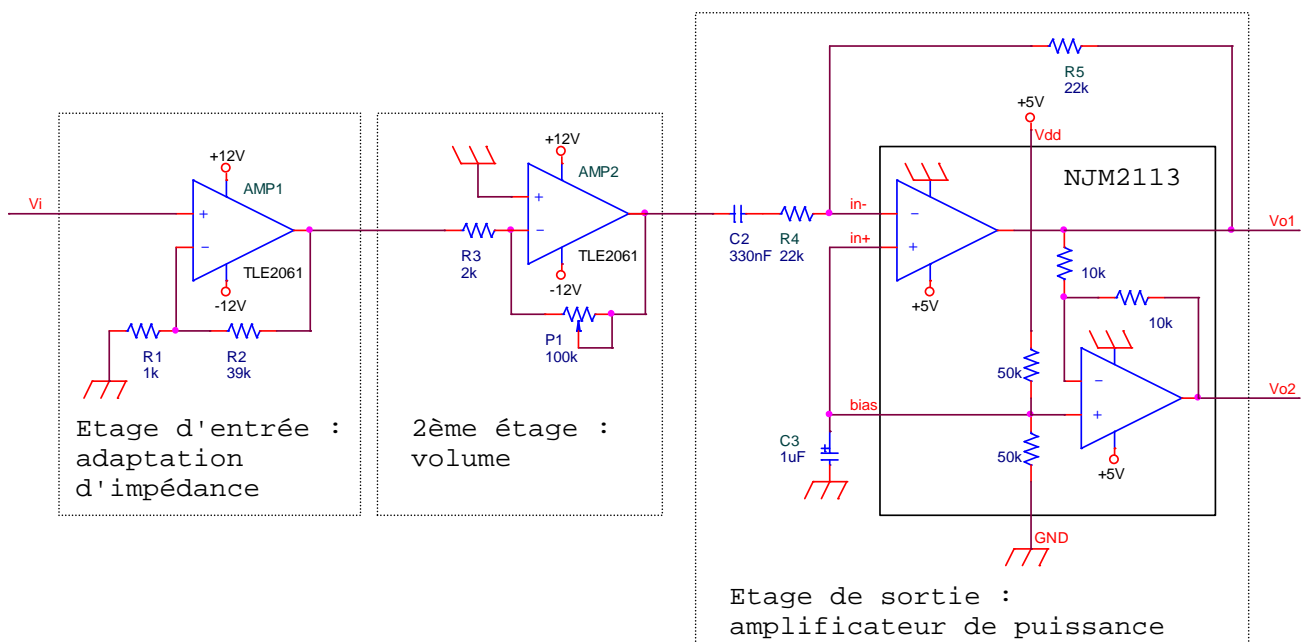 R5
22k
+5V
Vdd
NJM2113
+12V
AMP1
Vi
+
−
TLE2061
-12V
R1
1k
R2
39k
Etage d'entrée :
adaptation
d'impédance
+12V
AMP2
+
−
R3
2k
TLE2061
-12V
P1
100k
2ème étage :
volume
C2
330nF
R4
22k
in-
in+
−
+
+5V
Vo1
10k
10k
50k
bias
−
+
Vo2
C3
1uF
+
50k
+5V
GND
Etage de sortie :
amplificateur de puissance